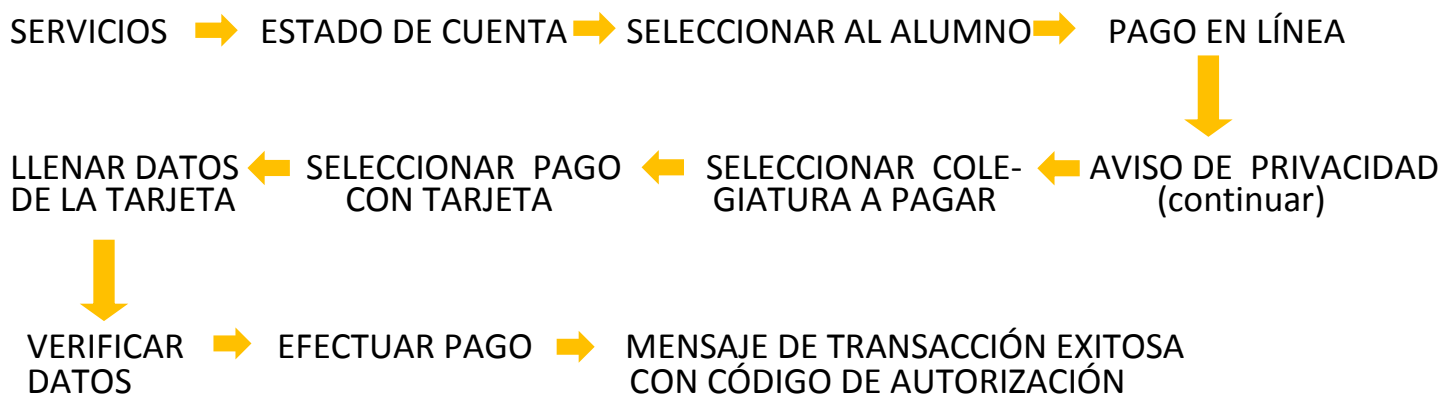 SERVICIOS ESTADO DE CUENTA SELECCIONAR AL ALUMNO PAGO EN LÍNEA
LLENAR DATOS SELECCIONAR PAGO SELECCIONAR COLE- AVISO DE PRIVACIDAD
DE LA TARJETA CON TARJETA GIATURA A PAGAR (continuar)
VERIFICAR EFECTUAR PAGO MENSAJE DE TRANSACCIÓN EXITOSA
DATOS CON CÓDIGO DE AUTORIZACIÓN